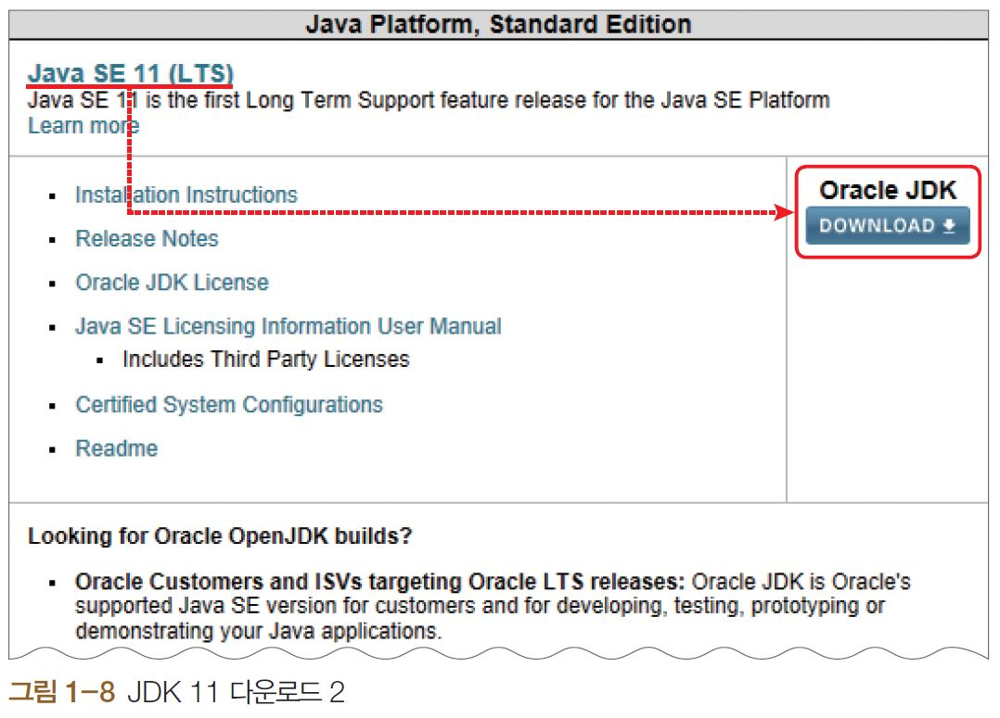 Java Platform, Standard Edition
Java SE 11 (LTS)
Java SE 11 is the first Long Term Support feature release for the Java SE Platform
Learn more
▪ Installation Instructions
▪ Release Notes
▪ Oracle JDK License
▪ Java SE Licensing Information User Manual
▪ Includes Third Party Licenses
▪ Certified System Configurations
▪ Readme
Oracle JDK
DOWNLOAD
Looking for Oracle OpenJDK builds?
▪ Oracle Customers and ISVs targeting Oracle LTS releases: Oracle JDK is Oracle's
supported Java SE version for customers and for developing, testing, prototyping or
demonstrating your Java applications.
그림 1-8 JDK 11 다운로드 2